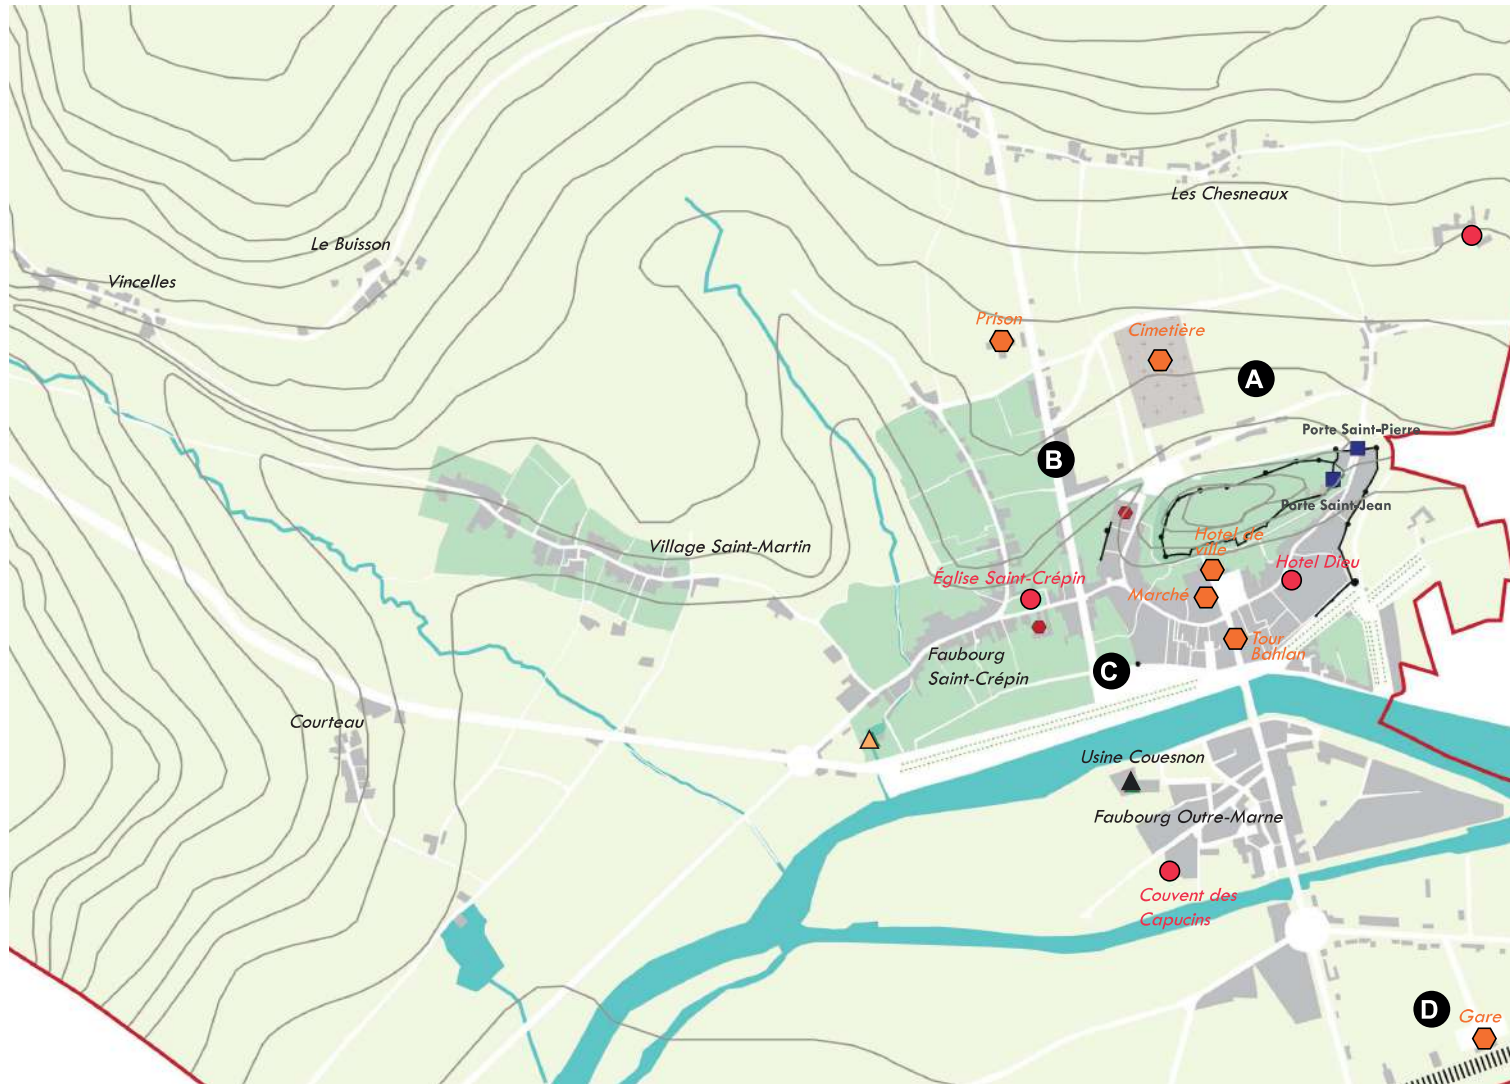 Les Chesneaux
Le Buisson
Vincelles
Prison
Cimetière
A
Porte Saint-Pierre
B
Porte Saint-Jean
Hotel de
ville
Village Saint-Martin
Hotel Dieu
Église Saint-Crépin
Marché
Tour
Bahlan
Faubourg
Saint-Crépin
C
Courteau
Usine Couesnon
Faubourg Outre-Marne
Couvent des
Capucins
D
Gare